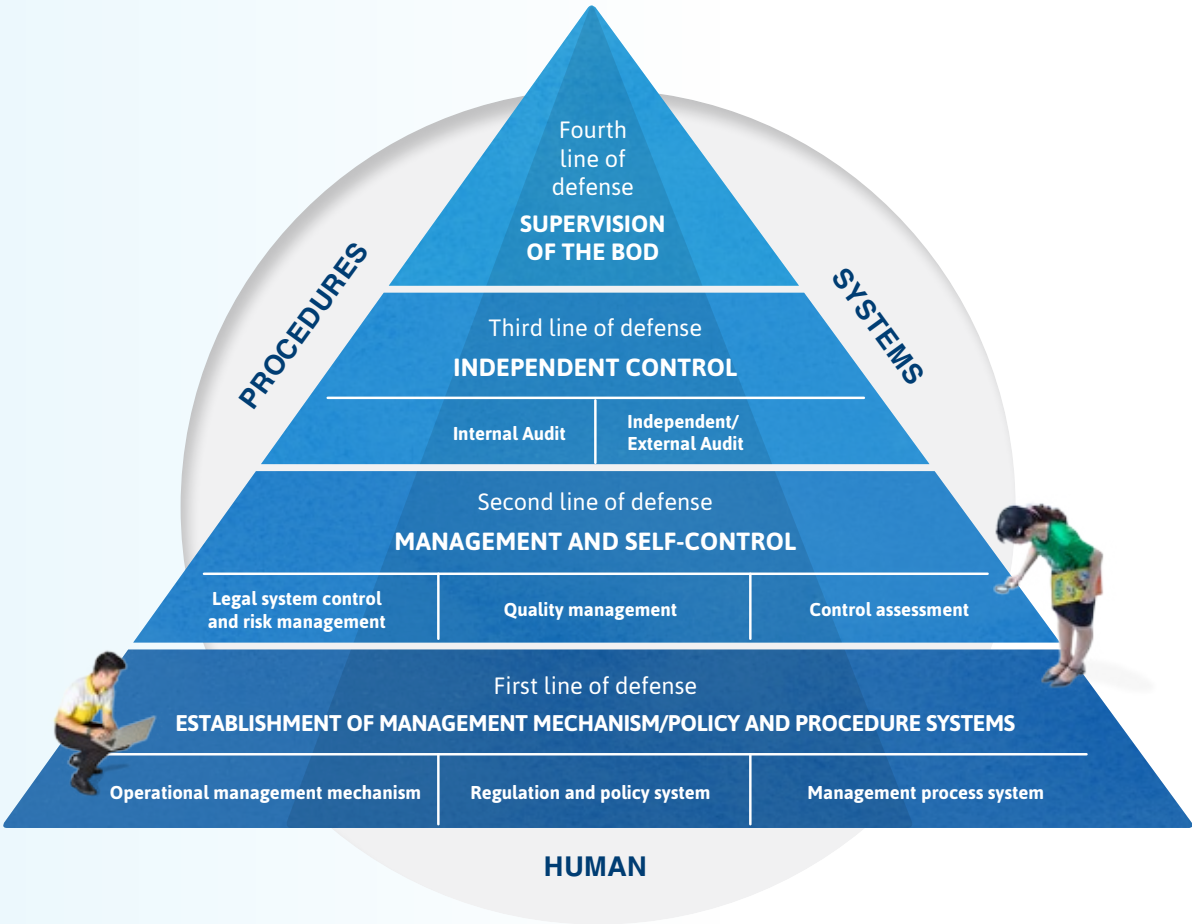 Fourth
line of
defense
SUPERVISION
OF THE BOD
PROCEDURES
SYSTEMS
Third line of defense
INDEPENDENT CONTROL
Internal Audit
Independent/
External Audit
Second line of defense
MANAGEMENT AND SELF-CONTROL
Legal system control
and risk management
Quality management
Control assessment
First line of defense
ESTABLISHMENT OF MANAGEMENT MECHANISM/POLICY AND PROCEDURE SYSTEMS
Operational management mechanism
Regulation and policy system
Management process system
HUMAN